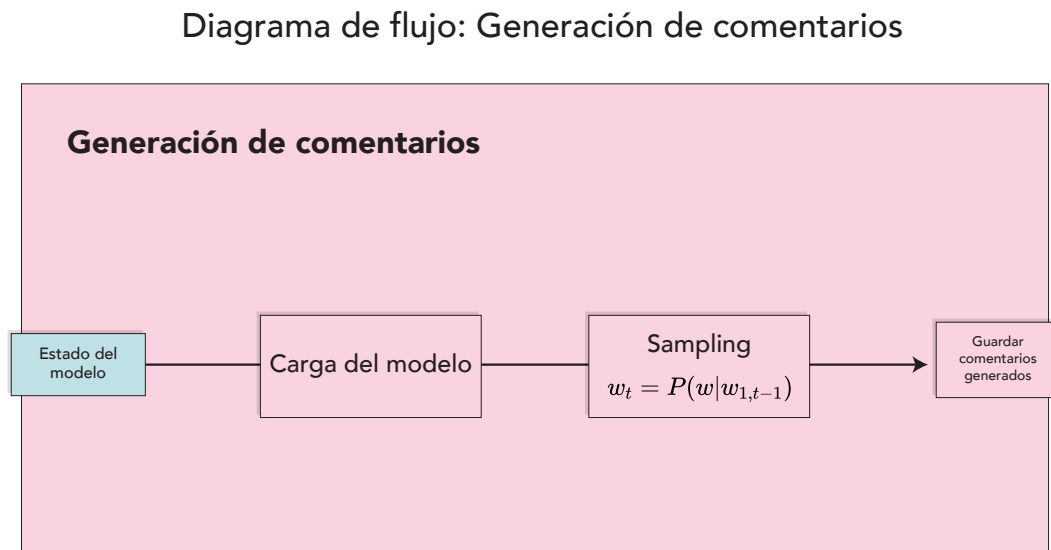 Diagrama de flujo: Generación de comentarios
Generación de comentarios
Estado del
modelo
Carga del modelo
Sampling
$w_t = P(w|w_{1,t-1})$
Guardar
comentarios
generados